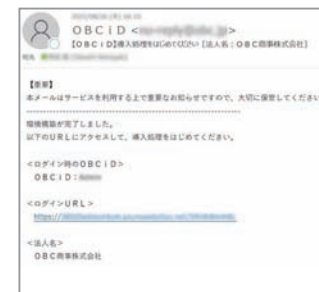 OBCiD <
【OBCiD】導入処理をはじめてください [法人名：OBC商事株式会社]
宛先
【重要】
本メールはサービスを利用する上で重要なお知らせですので、大切に保管してください
環境構築が完了しました。
以下のURLにアクセスして、導入処理をはじめてください。
＜ログイン時のOBCiD＞
OBCiD：
＜ログインURL＞
https://
＜法人名＞
OBC商事株式会社